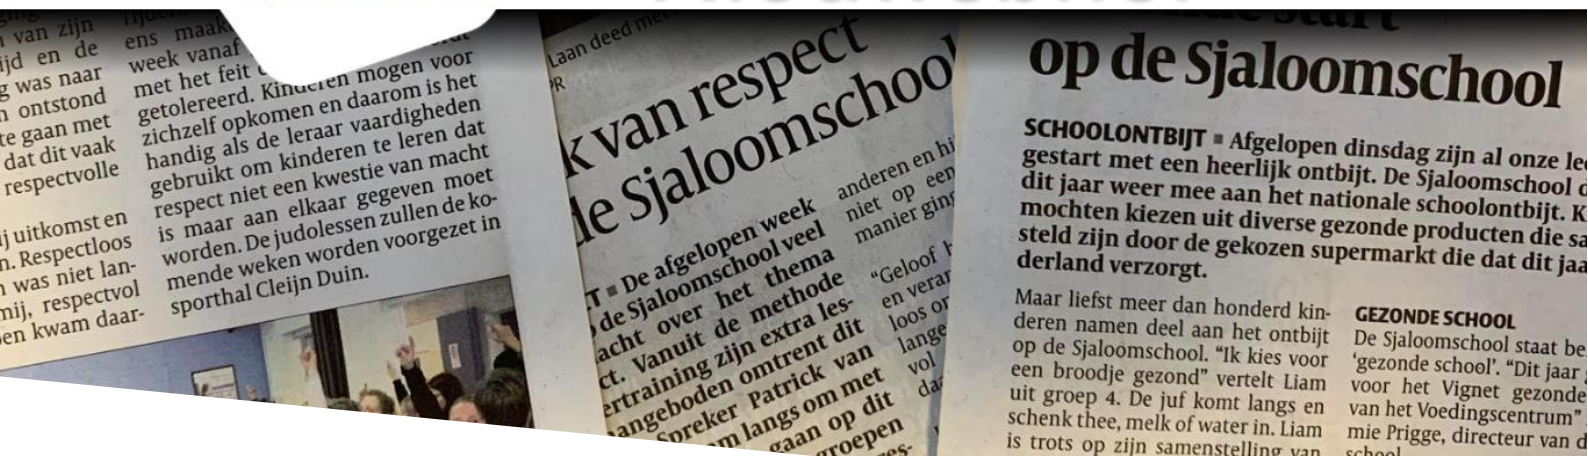 van zijn
en de
was naar
ontstond
te gaan met
dat dit vaak
respectvolle
uitkomst en
Respectloos
was niet lan-
respectvol
kwam daar-
week vanaf
met het feit
getolereerd. Kinderen mogen voor
zichzelf opkomen en daarom is het
handig als de leraar vaardigheden
gebruikt om kinderen te leren dat
respect niet een kwestie van macht
is maar aan elkaar gegeven moet
worden. De judolessen zullen de ko-
mende weken worden voorgezet in
sporthal Cleijn Duin.
Laan deed met
PR
k van respect
de Sjaloomschool
De afgelopen week
de Sjaloomschool veel
acht over het thema
ct. Vanuit de methode
ertraining zijn extra les-
angeboden omtrent dit
spreker Patrick van
m langs om met
gaan op dit
groepen
anderen en hi
niet op een
manier ging
"Geloof
en veran
loos
lange
vol
op de Sjaloomschool
SCHOOLONTBIJT ▪ Afgelopen dinsdag zijn al onze lee
gestart met een heerlijk ontbijt. De Sjaloomschool d
dit jaar weer mee aan het nationale schoolontbijt. K
mochten kiezen uit diverse gezonde producten die sa
steld zijn door de gekozen supermarkt die dat dit jaa
derland verzorgt.
Maar liefst meer dan honderd kin-
deren namen deel aan het ontbijt
op de Sjaloomschool. "Ik kies voor
een broodje gezond" vertelt Liam
uit groep 4. De juf komt langs en
schenk thee, melk of water in. Liam
is trots op zijn samenstelling van
GEZONDE SCHOOL
De Sjaloomschool staat be
'gezonde school'. "Dit jaar
voor het Vignet gezonde
van het Voedingscentrum"
mie Prigge, directeur van d
school